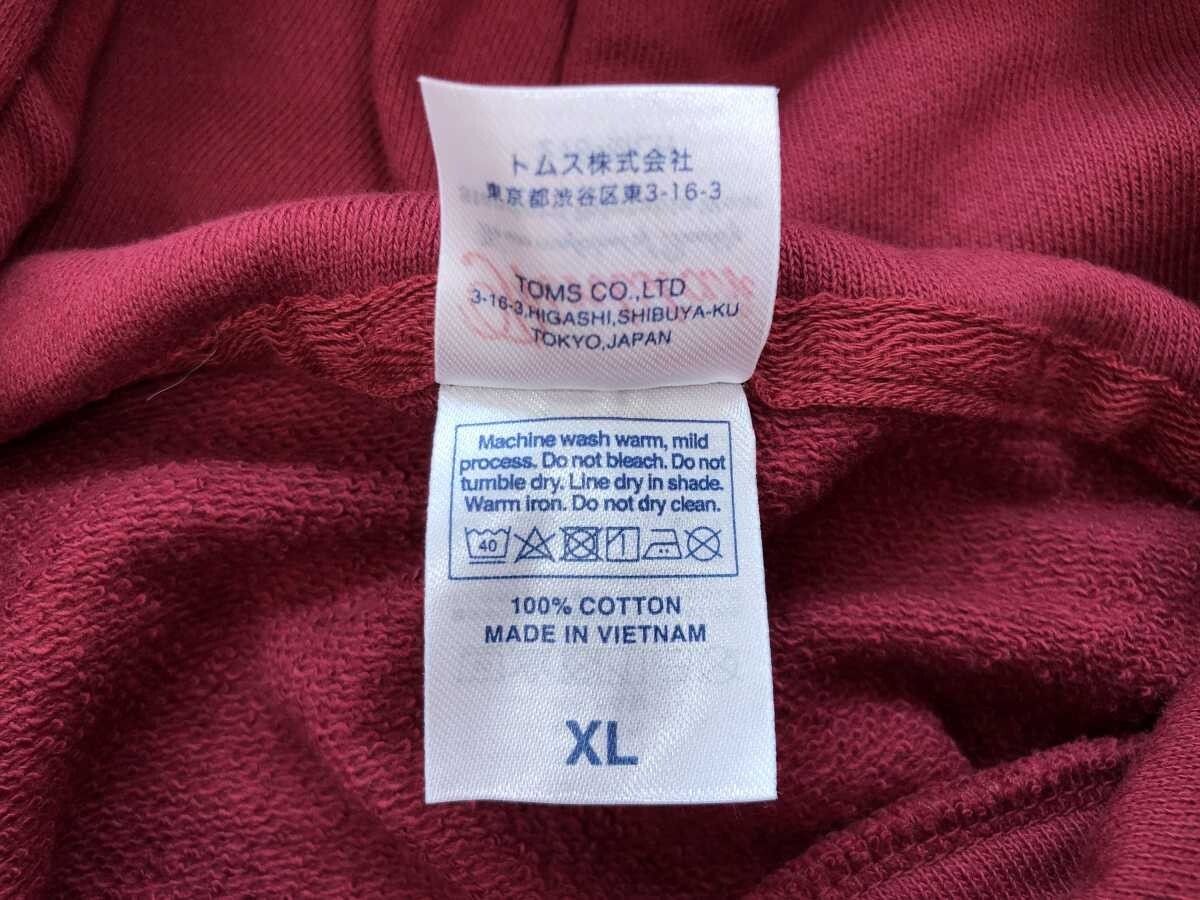 トムス株式会社
東京都渋谷区東3-16-3
TOMS CO.,LTD
3-16-3,HIGASHI,SHIBUYA-KU
TOKYO,JAPAN
Machine wash warm, mild
process. Do not bleach. Do not
tumble dry. Line dry in shade.
Warm iron. Do not dry clean.
40
100% COTTON
MADE IN VIETNAM
XL